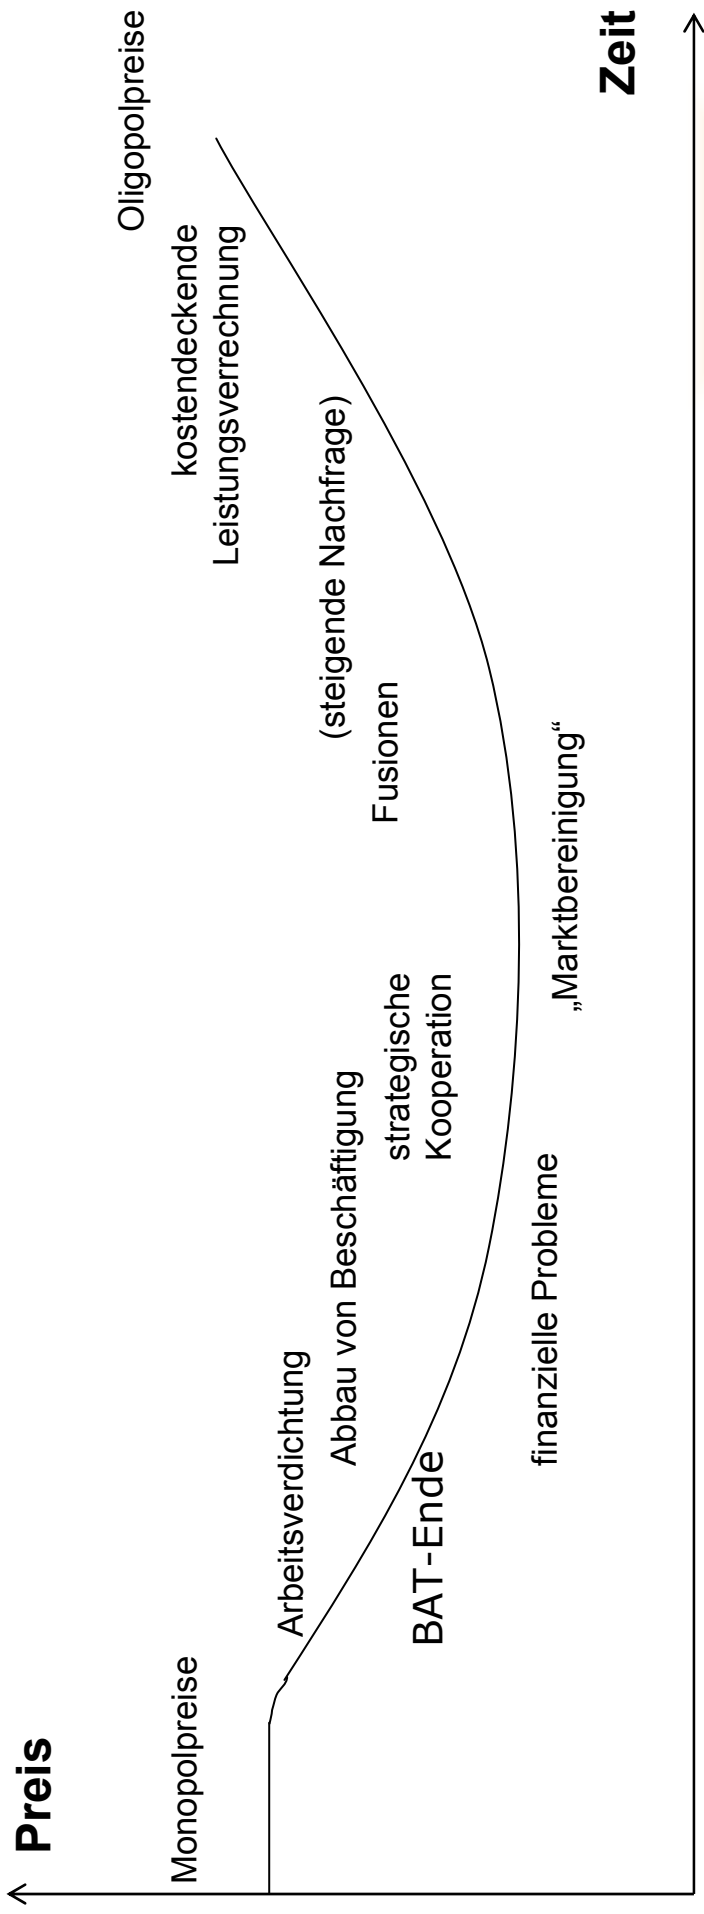 Preis
Monopolpreise
Arbeitsverdichtung
Abbau von Beschäftigung
BAT-Ende
strategische
Kooperation
finanzielle Probleme
„Marktbereinigung“
Fusionen
(steigende Nachfrage)
kostendeckende
Leistungsverrechnung
Oligopolpreise
Zeit